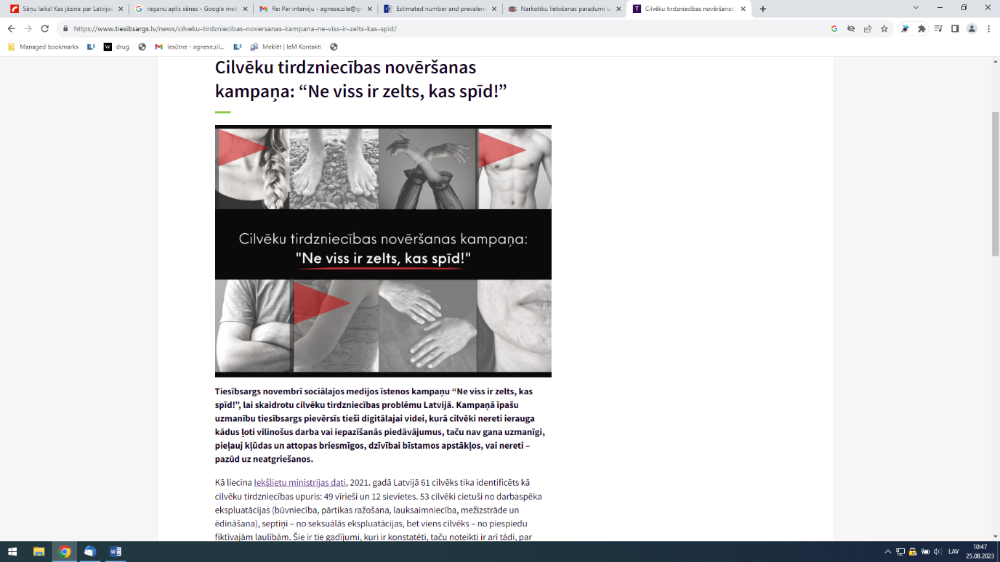 Sēņu laiks! Kas jāzina par Latvijas
raganu aplis sēnes - Google mek
Re: Par interviju - agnese.zile@gr
Estimated number and prevalenc
Narkotiku lietošanas paradumi u
Cilvēku tirdzniecības novēršanas
https://www.tiesibsargs.lv/news/cilveku-tirdzniecibas-noversanas-kampana-ne-viss-ir-zelts-kas-spid/
Managed bookmarks
drug
Iesūtne - agnese.zil...
Meklēt | IeM Kontakti
Cilvēku tirdzniecības novēršanas
kampaņa: “Ne viss ir zelts, kas spīd!”
Cilvēku tirdzniecības novēršanas kampaņa:
"Ne viss ir zelts, kas spīd!"
Tiesībsargs novembrī sociālajos medijos īstenos kampaņu “Ne viss ir zelts, kas
spīd!”, lai skaidrotu cilvēku tirdzniecības problēmu Latvijā. Kampaņā īpašu
uzmanību tiesībsargs pievērsīs tieši digitālajai videi, kurā cilvēki nereti ierauga
kādus ļoti vilinošus darba vai iepazīšanās piedāvājumus, taču nav gana uzmanīgi,
pieļauj kļūdas un attopas briesmīgos, dzīvībai bīstamos apstākļos, vai nereti –
pazūd uz neatgriešanos.
Kā liecina Iekšlietu ministrijas dati, 2021. gadā Latvijā 61 cilvēks tika identificēts kā
cilvēku tirdzniecības upuris: 49 vīrieši un 12 sievietes. 53 cilvēki cietuši no darbaspēka
ekspluatācijas (būvniecība, pārtikas ražošana, lauksaimniecība, mežizstrāde un
ēdināšana), septiņi – no seksuālās ekspluatācijas, bet viens cilvēks – no piespiedu
fiktīvajām laulībām. Šie ir tie gadījumi, kuri ir konstatēti, taču noteikti ir arī tādi, par
LAV
10:47
25.08.2023